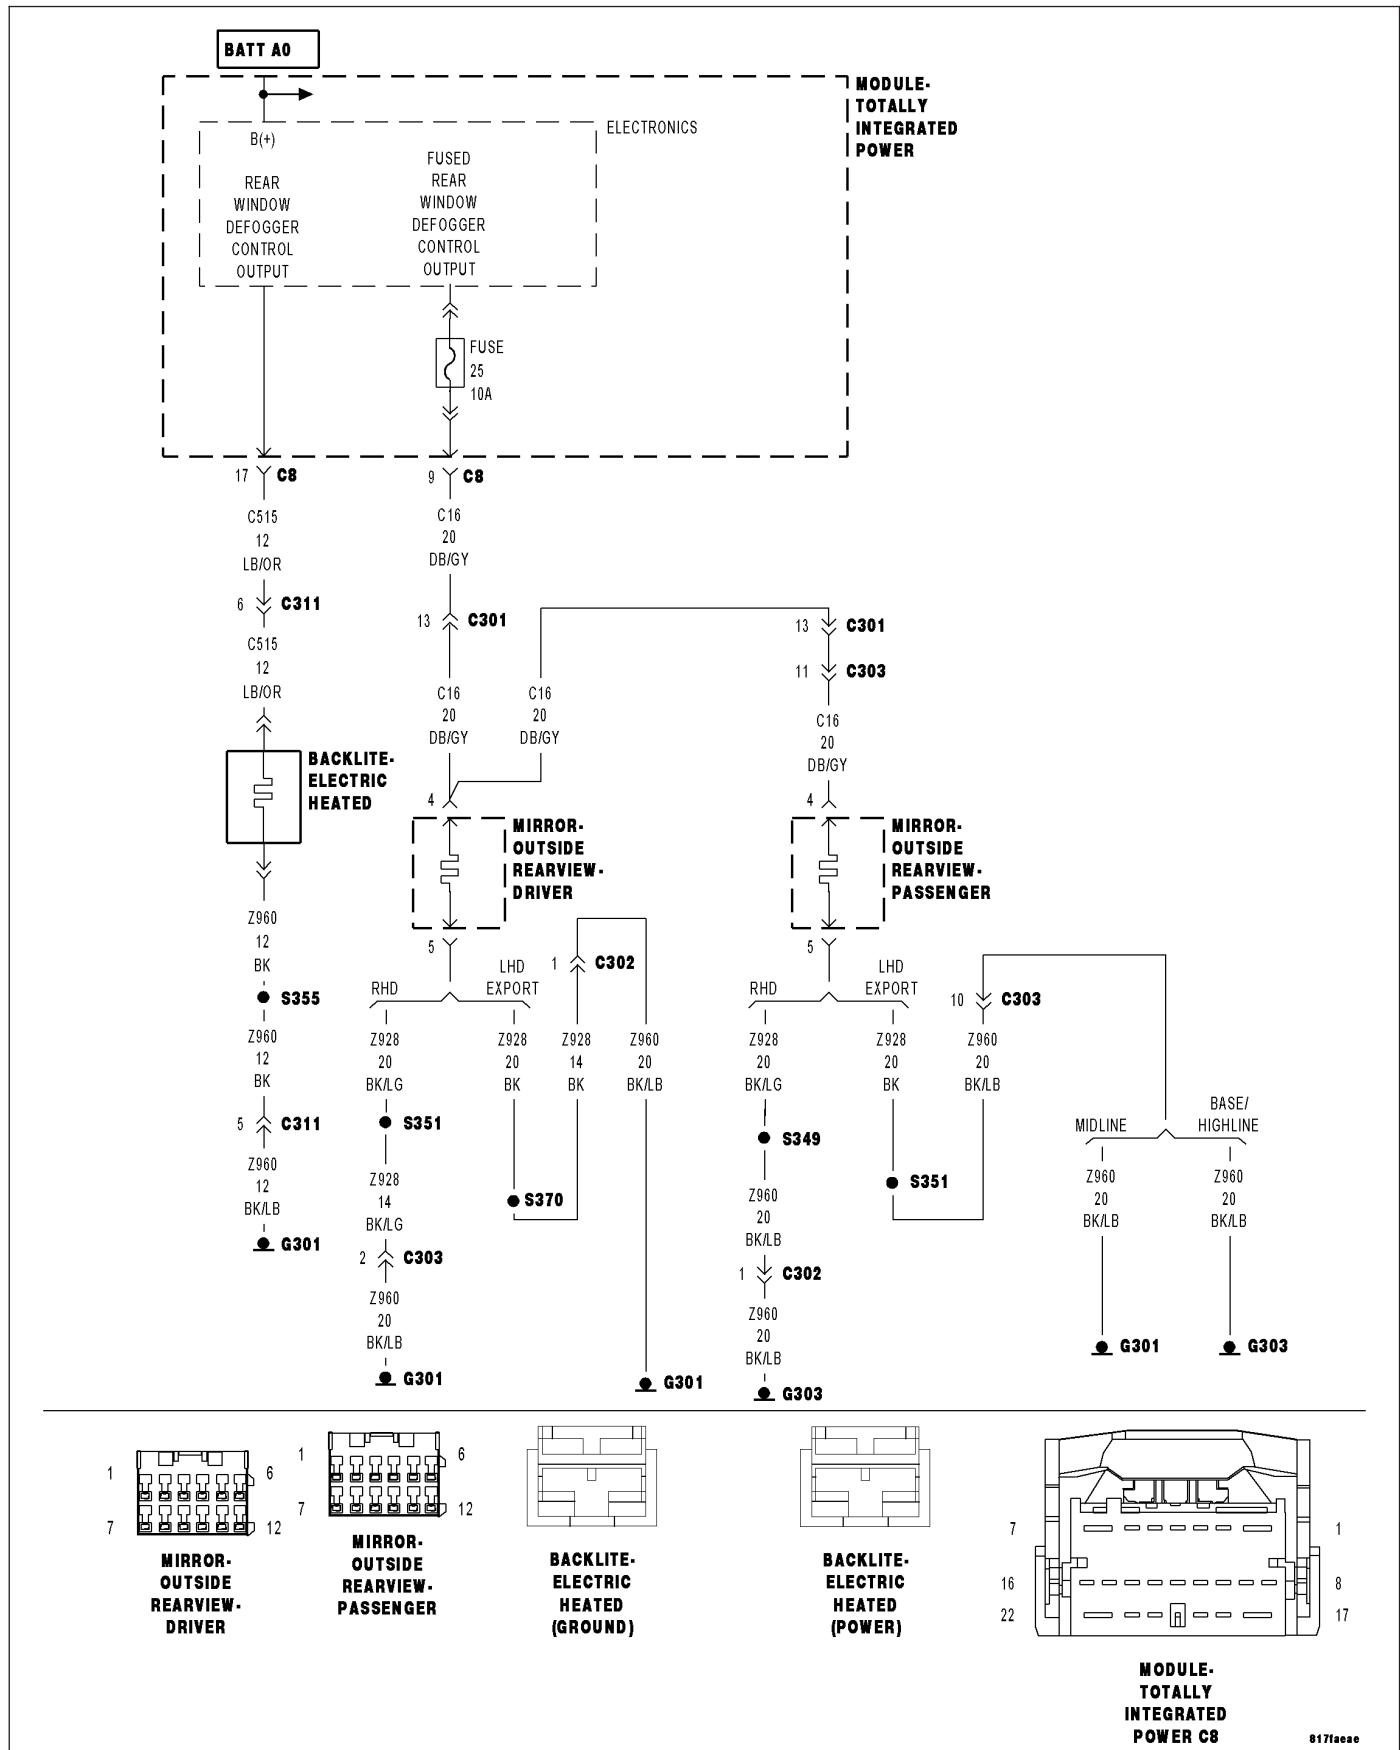 BATT A0
MODULE-
TOTALLY
INTEGRATED
POWER
ELECTRONICS
B(+)
REAR
WINDOW
DEFOGGER
CONTROL
OUTPUT
FUSED
REAR
WINDOW
DEFOGGER
CONTROL
OUTPUT
FUSE
25
10A
17 C8
9 C8
C515
12
LB/OR
C16
20
DB/GY
6 C311
13 C301
13 C301
11 C303
C515
12
LB/OR
C16
20
DB/GY
C16
20
DB/GY
C16
20
DB/GY
BACKLITE-
ELECTRIC
HEATED
4
4
MIRROR-
OUTSIDE
REARVIEW-
DRIVER
MIRROR-
OUTSIDE
REARVIEW-
PASSENGER
5
5
Z960
12
BK
S355
Z960
12
BK
5 C311
Z960
12
BK/LB
G301
RHD
LHD
EXPORT
1 C302
Z928
20
BK/LG
Z928
20
BK
Z928
14
BK
Z960
20
BK/LB
S351
Z928
14
BK/LG
S370
2 C303
Z960
20
BK/LB
G301
G301
RHD
LHD
EXPORT
10 C303
Z928
20
BK/LG
Z928
20
BK
Z960
20
BK/LB
S349
Z960
20
BK/LB
S351
1 C302
Z960
20
BK/LB
G303
MIDLINE
BASE/
HIGHLINE
Z960
20
BK/LB
Z960
20
BK/LB
G301
G303
1 6
7 12
MIRROR-
OUTSIDE
REARVIEW-
DRIVER
1 6
7 12
MIRROR-
OUTSIDE
REARVIEW-
PASSENGER
BACKLITE-
ELECTRIC
HEATED
(GROUND)
BACKLITE-
ELECTRIC
HEATED
(POWER)
7 1
16 8
22 17
MODULE-
TOTALLY
INTEGRATED
POWER C8
817faeae